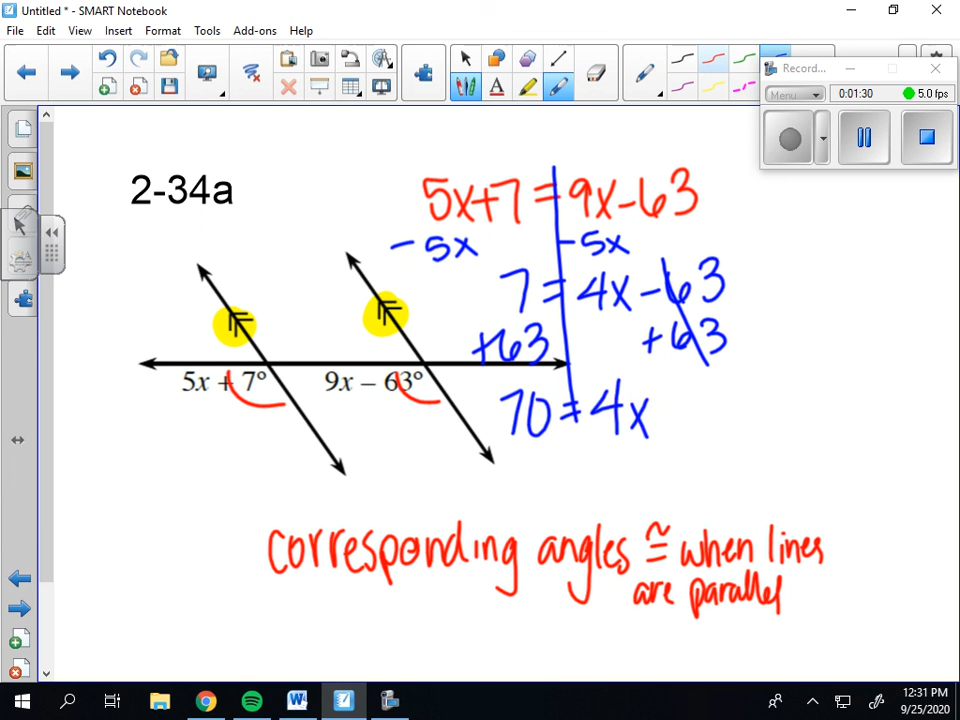 Untitled * - SMART Notebook
File Edit View Insert Format Tools Add-ons Help
Record...
Menu 0:01:30 5.0 fps
2-34a
5x+7 = 9x-63
-5x -5x
7 = 4x-63
+63 +63
70 = 4x
5x + 7° 9x – 63°
corresponding angles ≅ when lines
are parallel
12:31 PM
9/25/2020